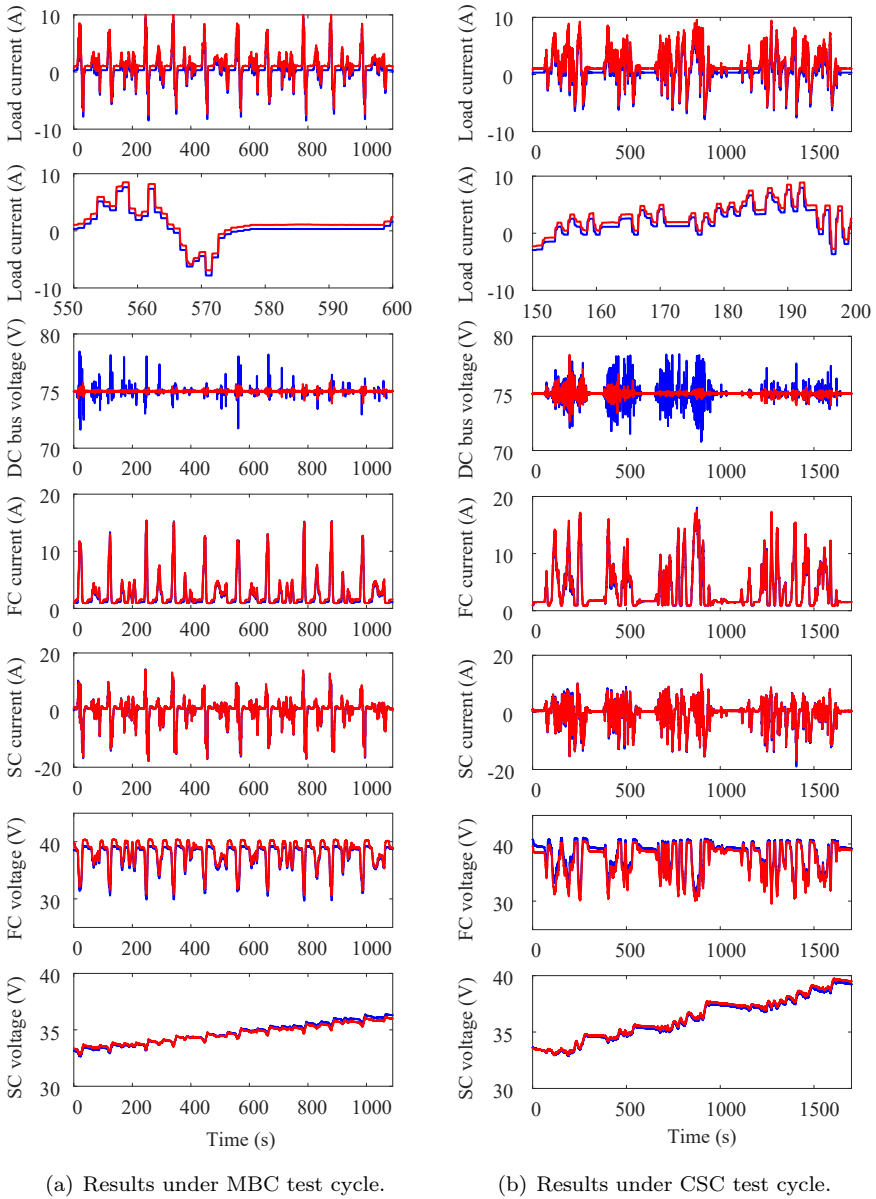 Load current (A)
10
0
-10
0 200 400 600 800 1000
Load current (A)
10
0
-10
550 560 570 580 590 600
DC bus voltage (V)
80
75
70
0 200 400 600 800 1000
FC current (A)
20
10
0
0 200 400 600 800 1000
SC current (A)
20
0
-20
0 200 400 600 800 1000
FC voltage (V)
40
30
0 200 400 600 800 1000
SC voltage (V)
40
35
30
0 200 400 600 800 1000
Time (s)
(a) Results under MBC test cycle.
Load current (A)
10
0
-10
0 500 1000 1500
Load current (A)
10
0
-10
150 160 170 180 190 200
DC bus voltage (V)
80
75
70
0 500 1000 1500
FC current (A)
20
10
0
0 500 1000 1500
SC current (A)
20
0
-20
0 500 1000 1500
FC voltage (V)
40
30
0 500 1000 1500
SC voltage (V)
40
35
30
0 500 1000 1500
Time (s)
(b) Results under CSC test cycle.